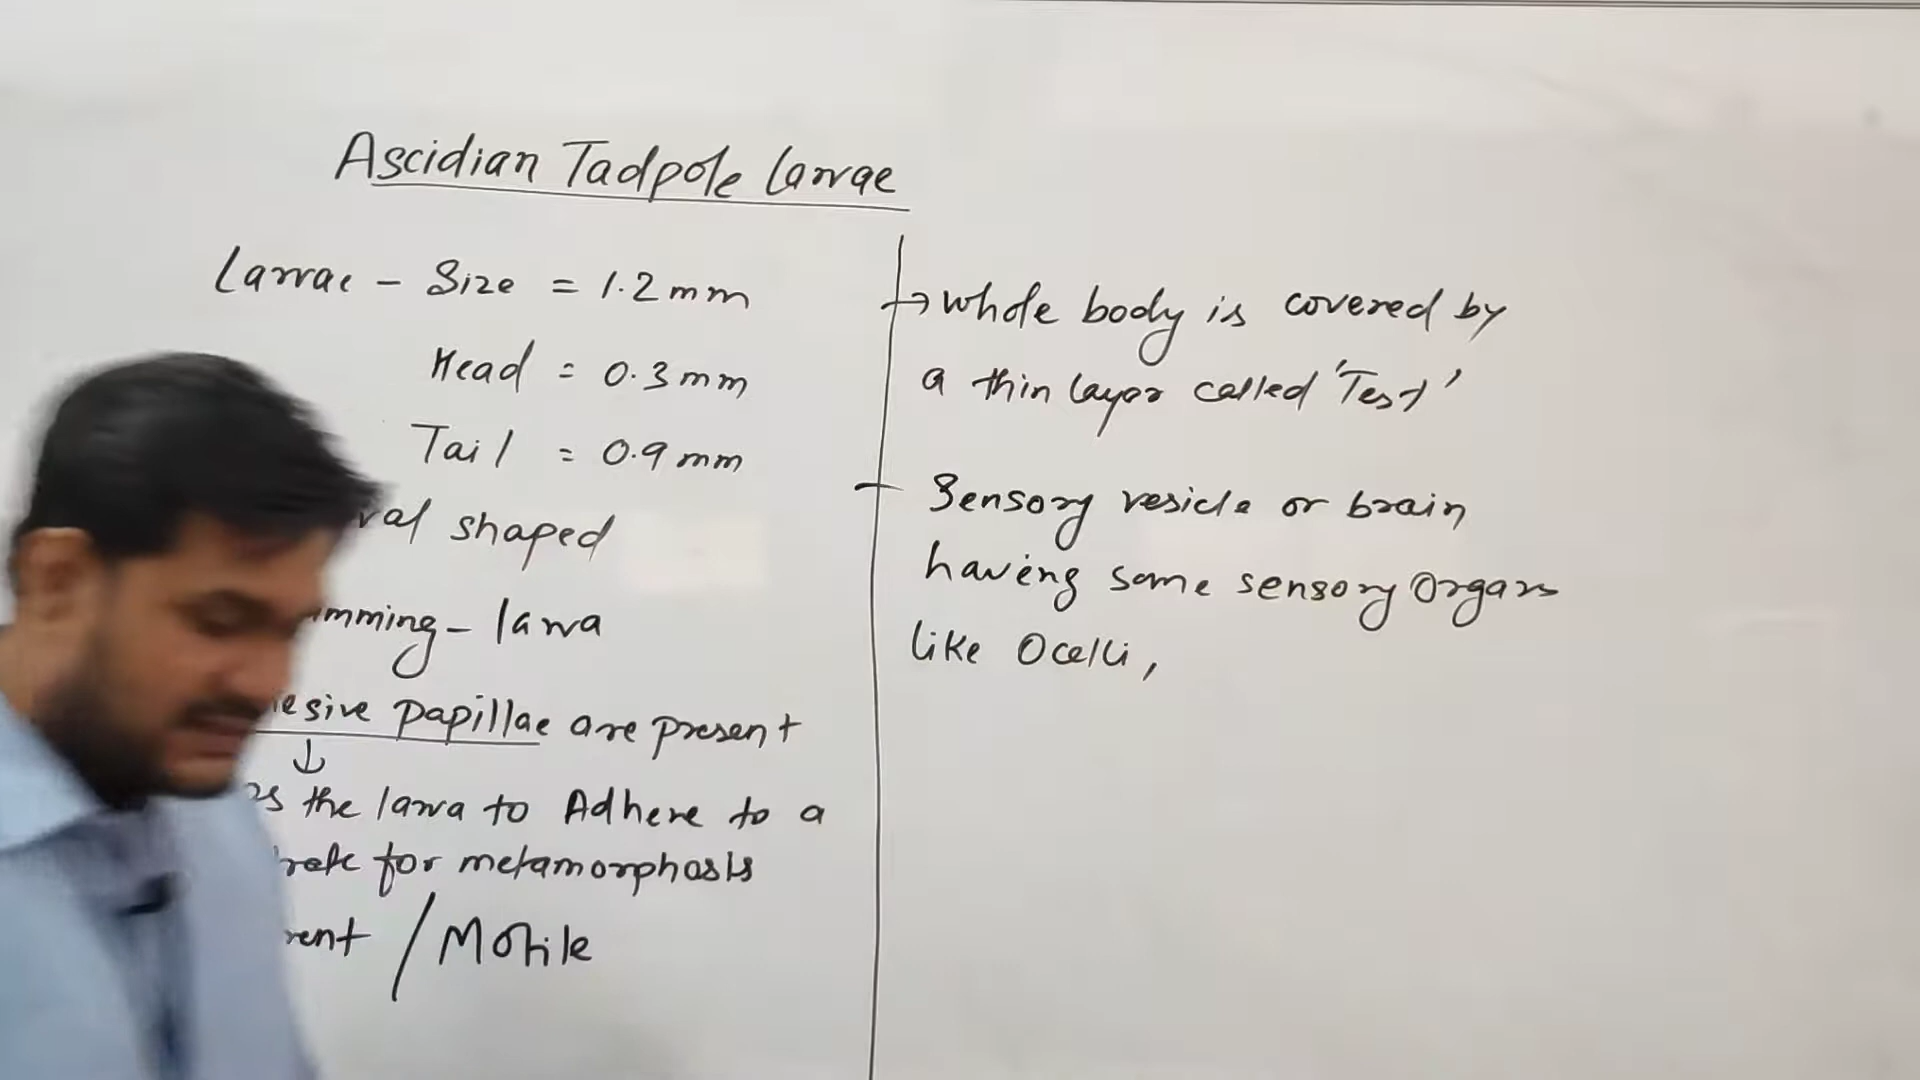 Ascidian Tadpole larvae
Larvae - Size = 1.2 mm
Head = 0.3 mm
Tail = 0.9 mm
shaped
larva
papillae are present
↓
the larva to Adhere to a
for metamorphosis
/ Motile
→ whole body is covered by
a thin layer called 'Test'
Sensory vesicle or brain
having some sensory Organs
like Ocelli,